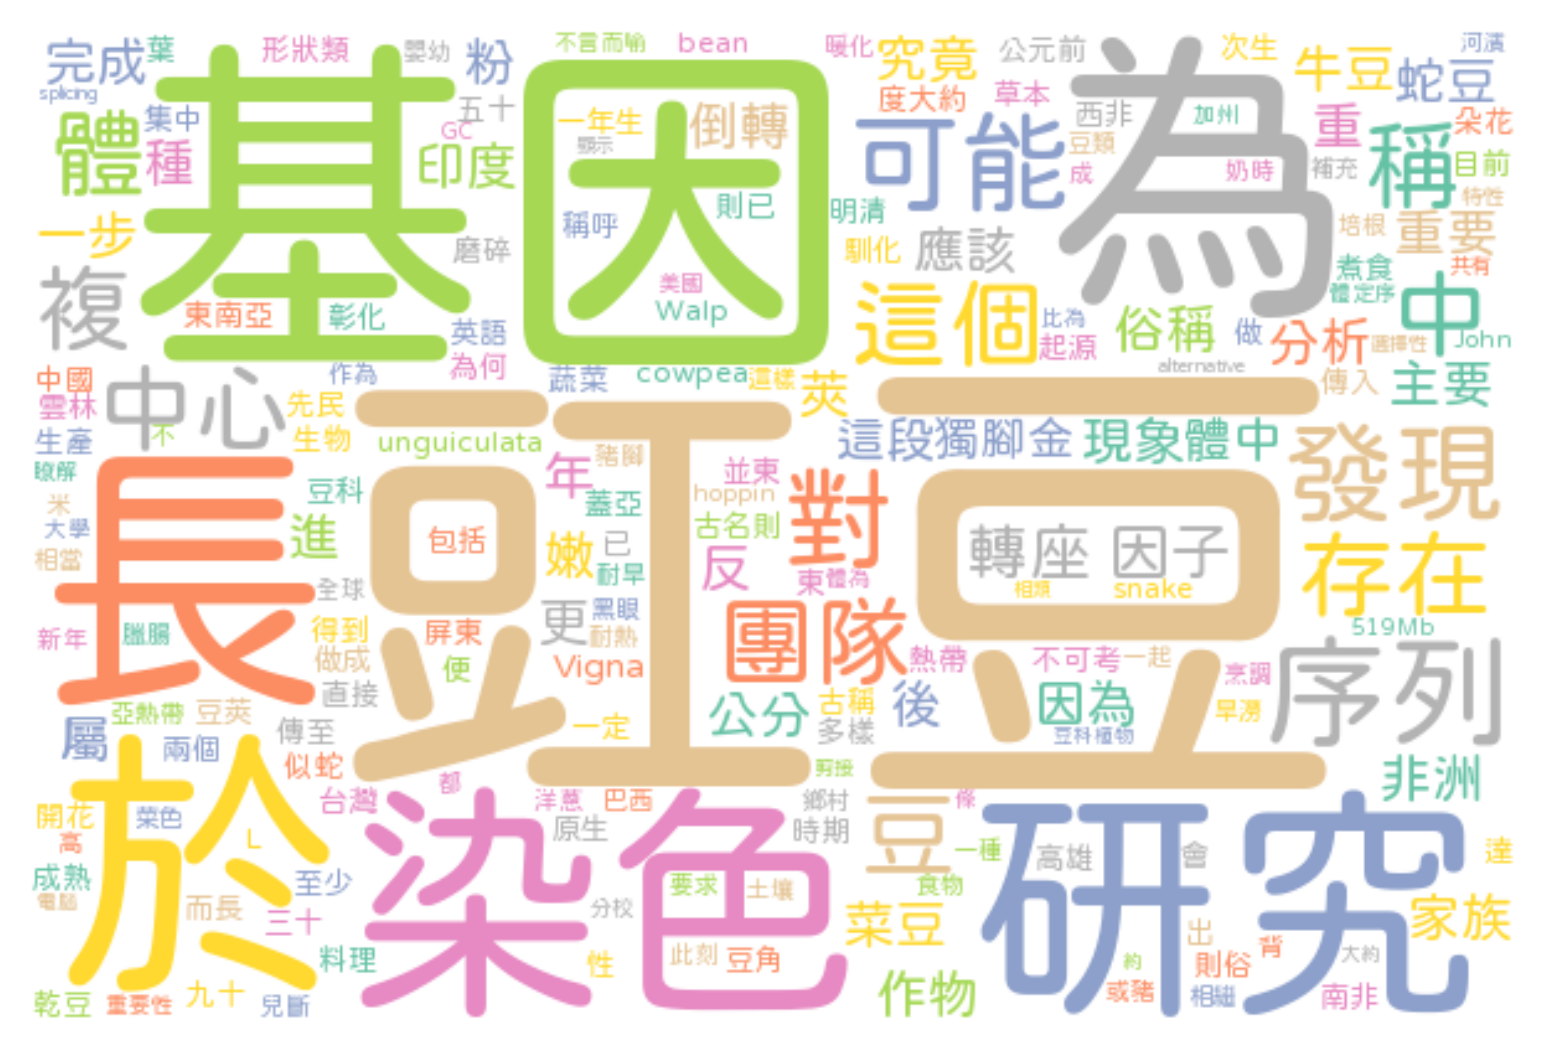 完成
葉
形狀類
嬰幼
粉
不言而喻
bean
暖化
究竟
公元前
次生
牛豆
蛇豆
河濱
splicing
基因
為
五十
度大約
草本
體
集中
GC
一年生
倒轉
可能
西非
加州
重
稱
朵花
種
印度
顯示
豆類
成
奶時
補充
目前
特性
一步
稱呼
則已
明清
培根
重要
磨碎
馴化
應該
煮食
共有
複
美國
Walp
這個
體定序
中
東南亞
彰化
英語
比為
俗稱
做
分析
選擇性
John
為何
起源
alternative
中國
中心
作為
蔬菜
cowpea
這樣
莢
傳入
主要
雲林
先民
豇豆
生產
不
生物
unguiculata
這段獨腳金
現象體中
發現
瞭解
長
豆科
年
豬腳
並東
對
米
蓋亞
hoppin
大學
進
包括
古名則
轉座
因子
存在
相當
嫩
已
耐旱
反
東體為
相類
snake
全球
更
黑眼
團隊
519Mb
新年
臘腸
得到
屏東
耐熱
熱帶
不可考
一起
序列
做成
便
Vigna
烹調
直接
因為
亞熱帶
豆莢
公分
古稱
後
旱澇
屬
兩個
傳至
一定
多樣
豆科植物
似蛇
剪接
非洲
於
都
台灣
染色
洋蔥
巴西
鄉村
豆
條
研究
開花
菜色
原生
時期
高
L
一種
高雄
會
達
成熟
至少
要求
土壤
食物
電腦
而長
三十
分校
菜豆
出
家族
料理
性
此刻
豆角
約
則俗
背
大約
乾豆
重要性
九十
兒斷
作物
或豬
相繼
南非